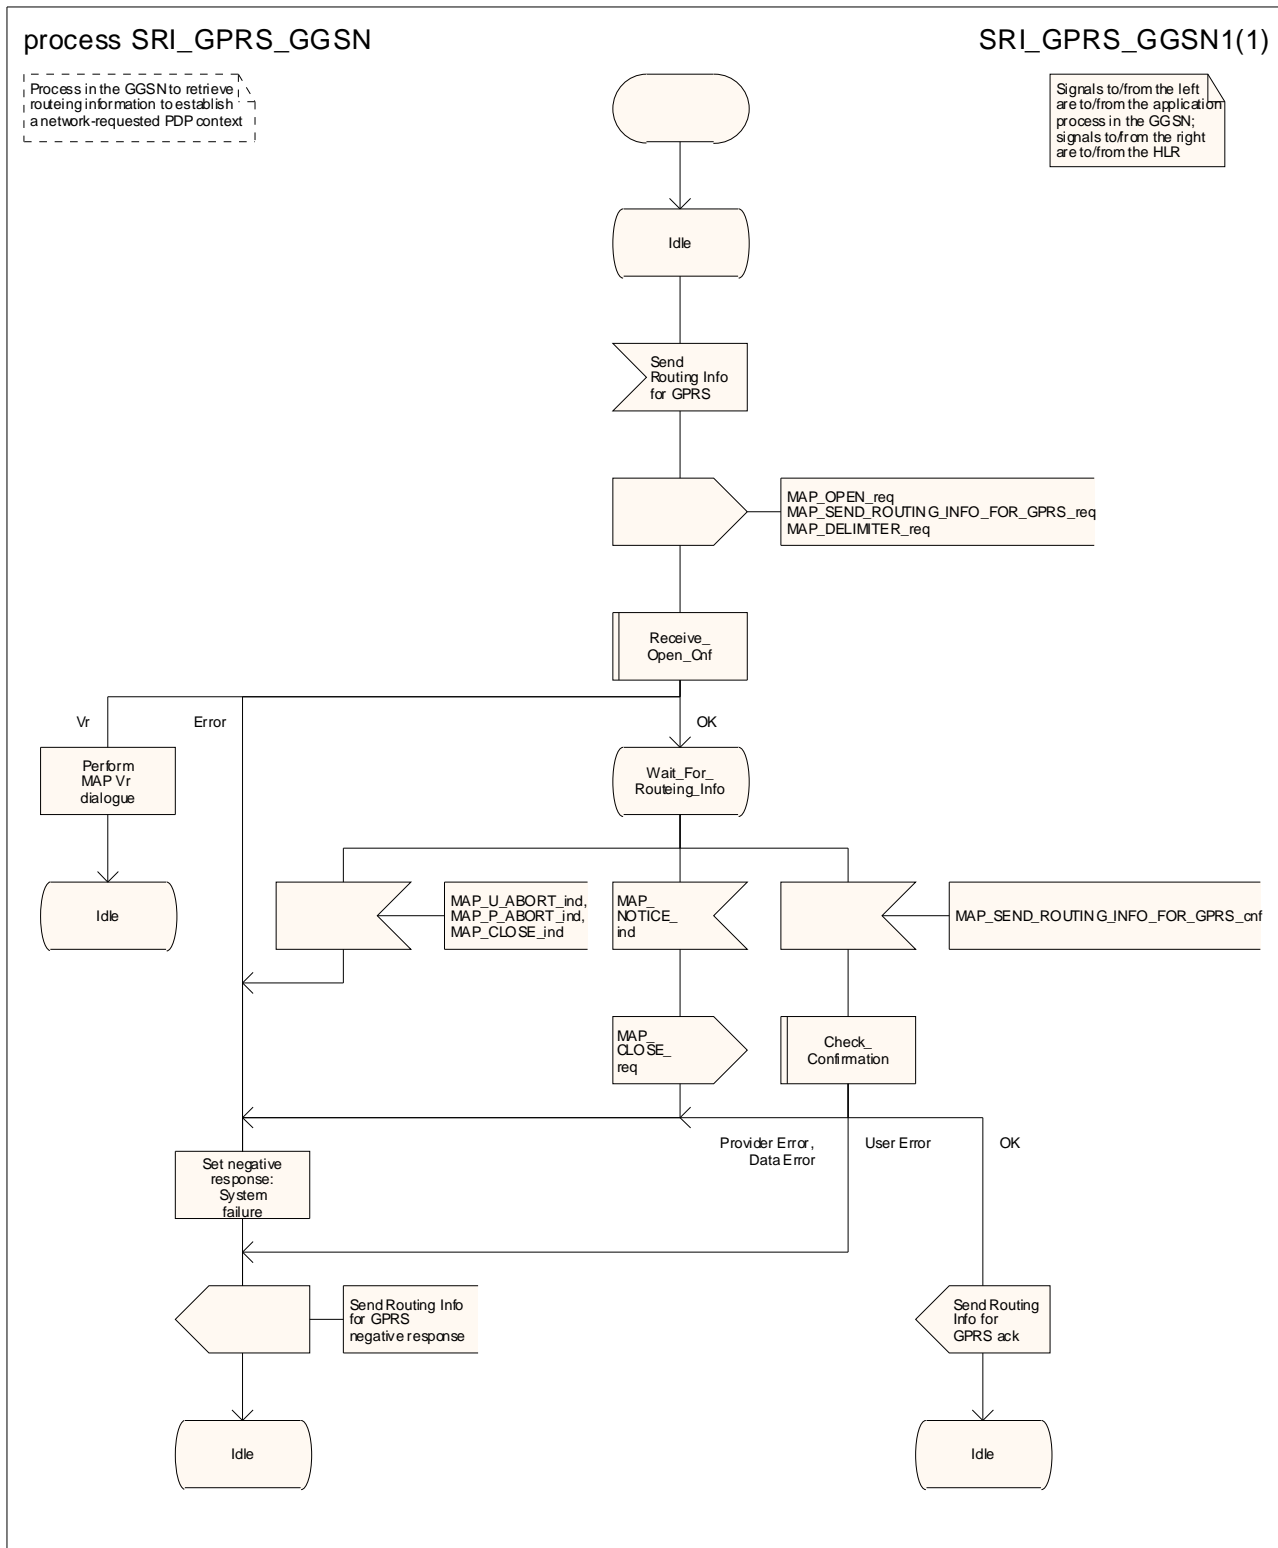 process SRI_GPRS_GGSN
SRI_GPRS_GGSN1(1)
Process in the GGSN to retrieve
routeing information to establish
a network-requested PDP context
Signals to/from the left
are to/from the application
process in the GGSN;
signals to/from the right
are to/from the HLR
Idle
Send
Routing Info
for GPRS
MAP_OPEN_req
MAP_SEND_ROUTING_INFO_FOR_GPRS_req
MAP_DELIMITER_req
Receive_
Open_Cnf
Vr
Error
OK
Perform
MAP Vr
dialogue
Wait_For_
Routeing_Info
Idle
MAP_U_ABORT_ind,
MAP_P_ABORT_ind,
MAP_CLOSE_ind
MAP_
NOTICE_
ind
MAP_SEND_ROUTING_INFO_FOR_GPRS_cnf
MAP_
CLOSE_
req
Check_
Confirmation
Provider Error,
Data Error
User Error
OK
Set negative
response:
System
failure
Send Routing Info
for GPRS
negative response
Send Routing
Info for
GPRS ack
Idle
Idle